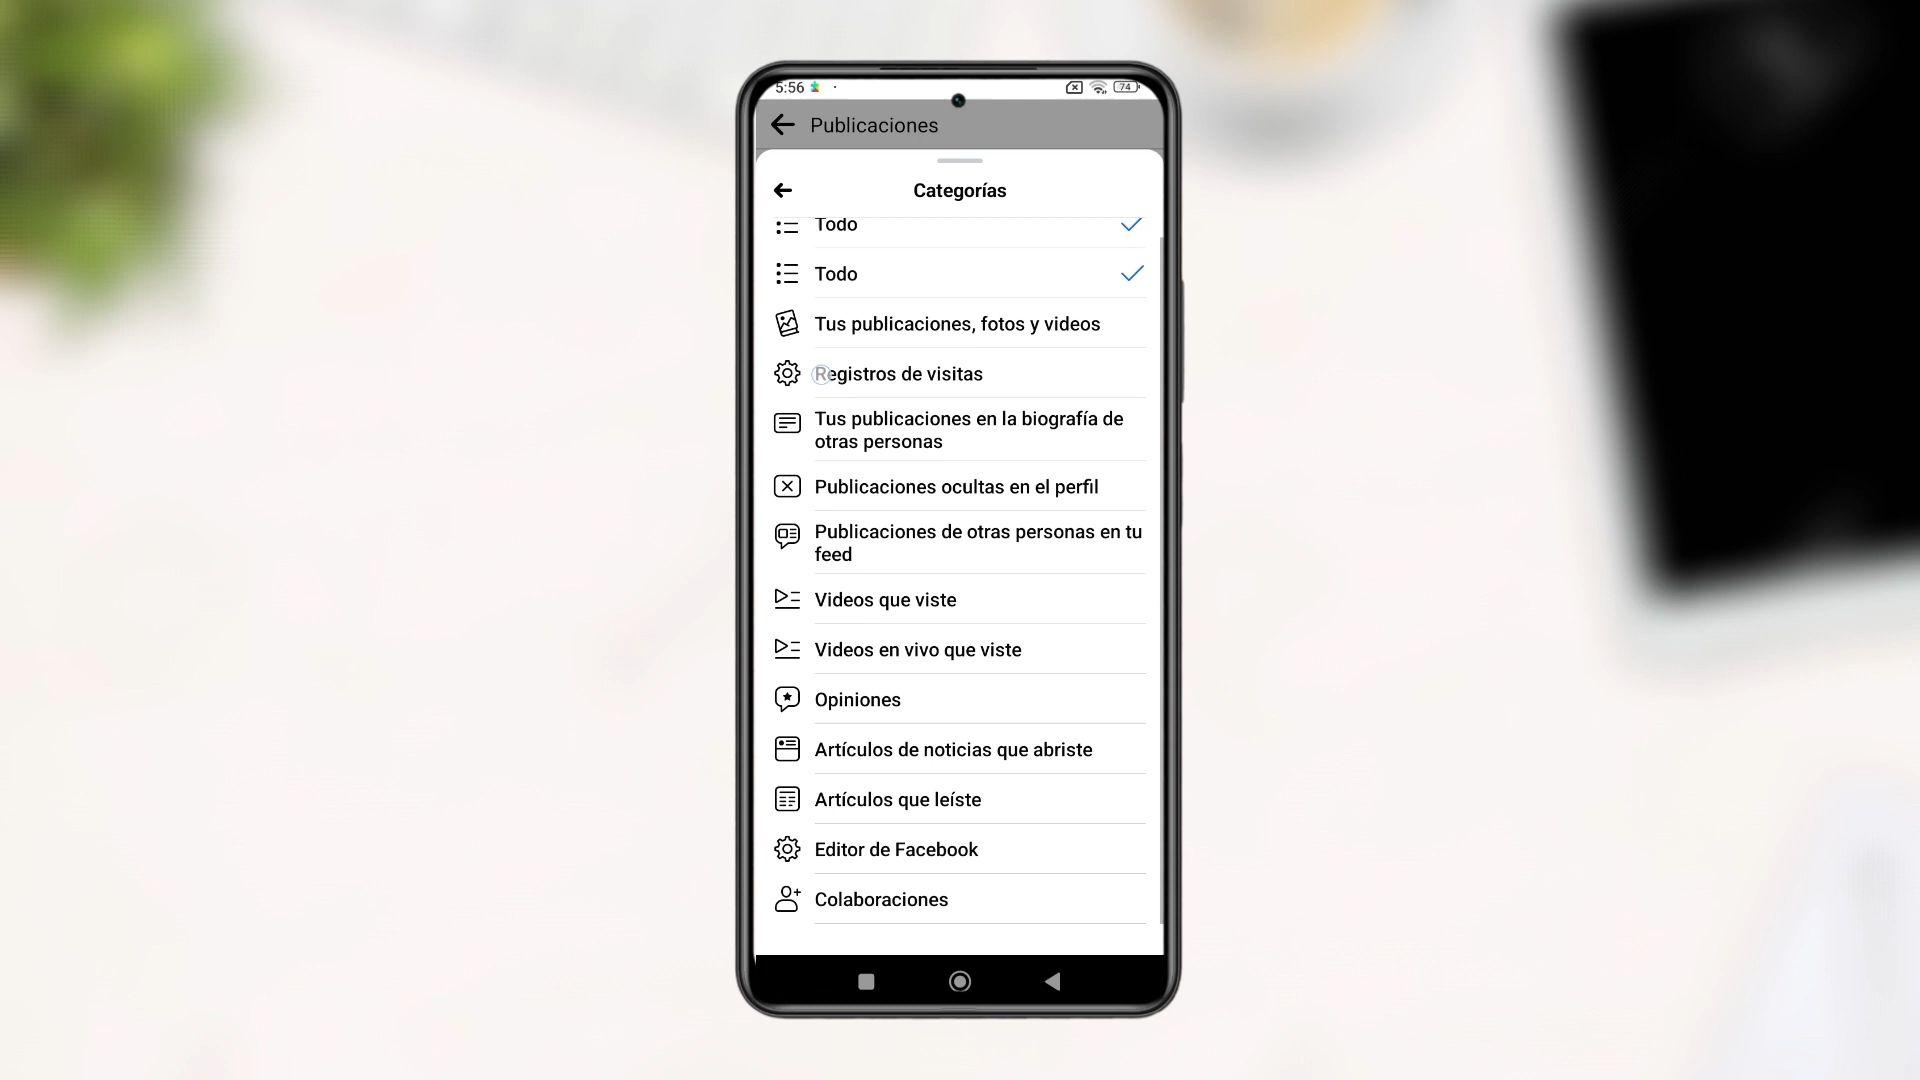 5:56
74
Publicaciones
Categorías
Todo
Todo
Tus publicaciones, fotos y videos
Registros de visitas
Tus publicaciones en la biografía de
otras personas
Publicaciones ocultas en el perfil
Publicaciones de otras personas en tu
feed
Videos que viste
Videos en vivo que viste
Opiniones
Artículos de noticias que abriste
Artículos que leíste
Editor de Facebook
Colaboraciones